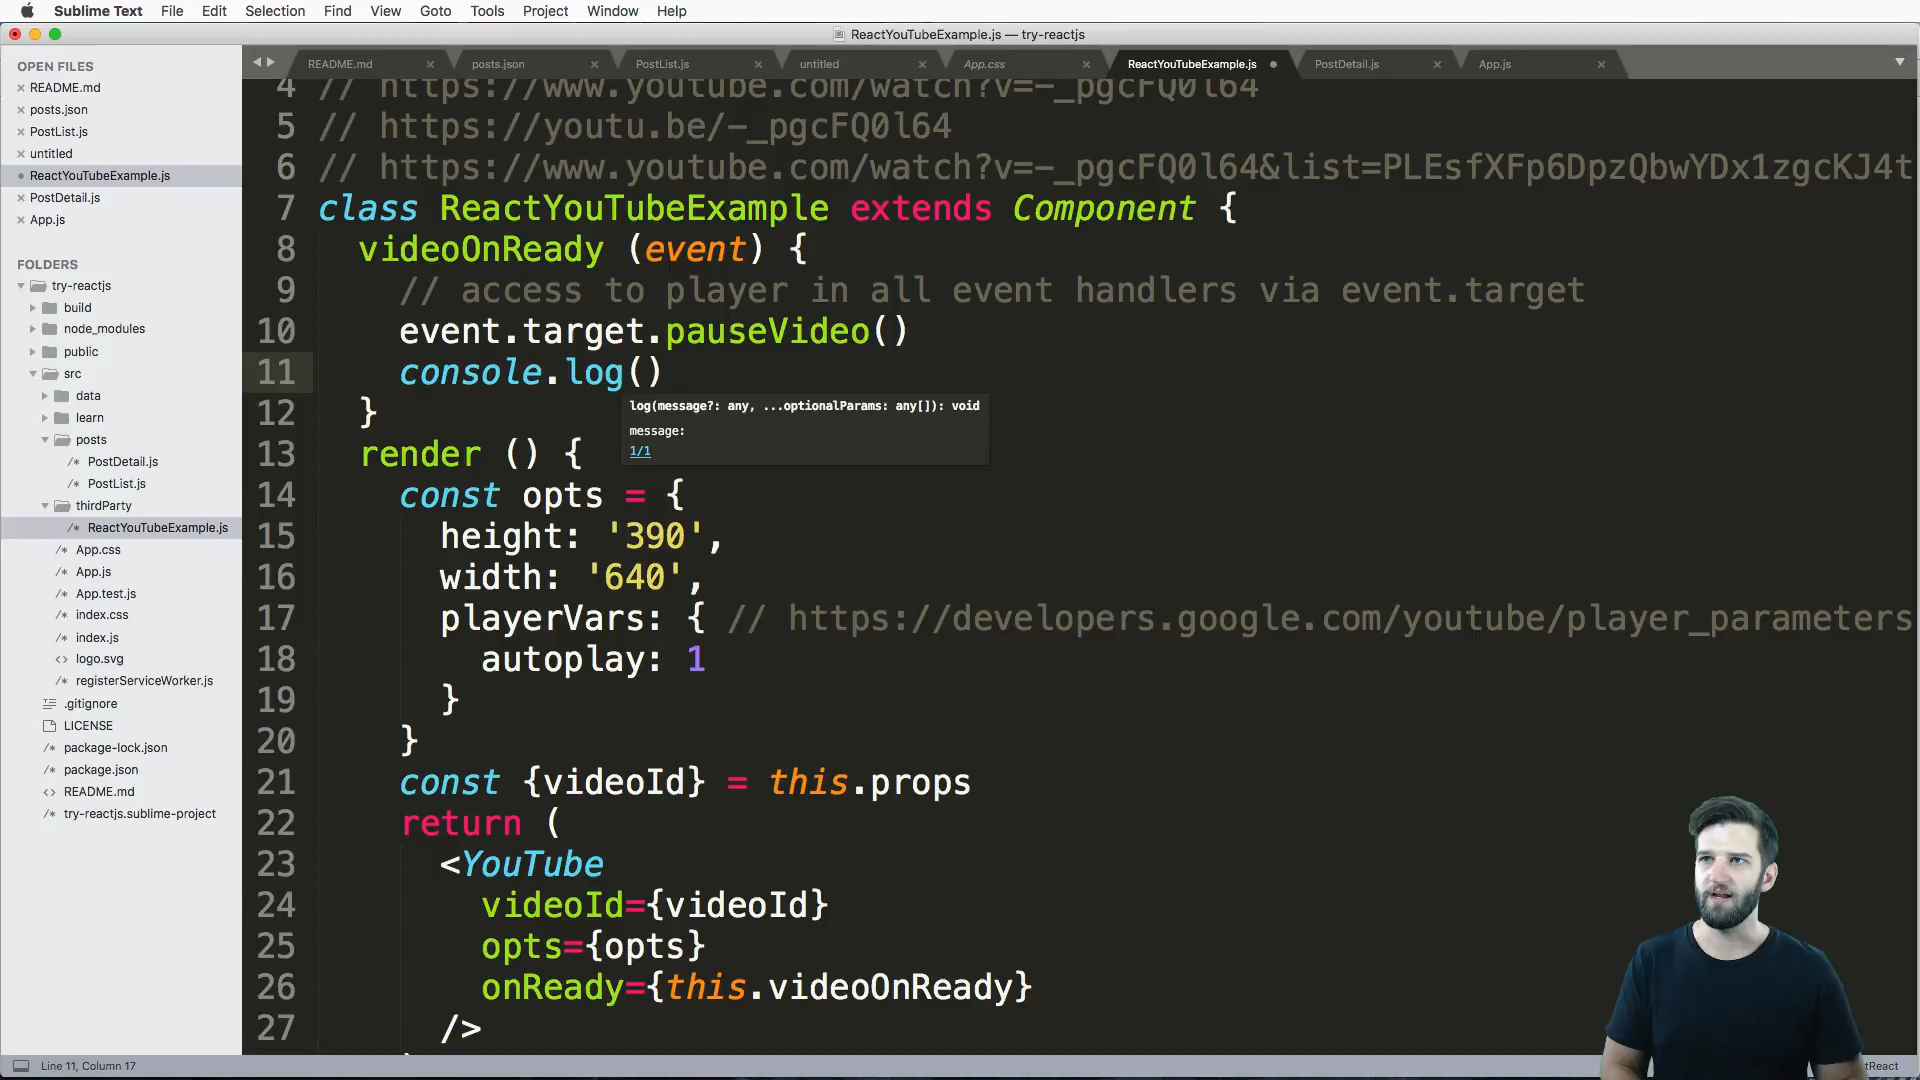 Sublime Text File Edit Selection Find View Goto Tools Project Window Help
ReactYouTubeExample.js — try-reactjs
OPEN FILES
README.md
posts.json
PostList.js
untitled
ReactYouTubeExample.js
PostDetail.js
App.js
FOLDERS
try-reactjs
build
node_modules
public
src
data
learn
posts
PostDetail.js
PostList.js
thirdParty
ReactYouTubeExample.js
App.css
App.js
App.test.js
index.css
index.js
logo.svg
registerServiceWorker.js
.gitignore
LICENSE
package-lock.json
package.json
README.md
try-reactjs.sublime-project
README.md posts.json PostList.js untitled App.css ReactYouTubeExample.js PostDetail.js App.js
4 // https://www.youtube.com/watch?v=-_pgcFQ0l64
5 // https://youtu.be/-_pgcFQ0l64
6 // https://www.youtube.com/watch?v=-_pgcFQ0l64&list=PLEsfXFp6DpzQbwYDx1zgcKJ4t
7 class ReactYouTubeExample extends Component {
8 videoOnReady (event) {
9 // access to player in all event handlers via event.target
10 event.target.pauseVideo()
11 console.log()
log(message?: any, ...optionalParams: any[]): void
message:
1/1
12 }
13 render () {
14 const opts = {
15 height: '390',
16 width: '640',
17 playerVars: { // https://developers.google.com/youtube/player_parameters
18 autoplay: 1
19 }
20 }
21 const {videoId} = this.props
22 return (
23 <YouTube
24 videoId={videoId}
25 opts={opts}
26 onReady={this.videoOnReady}
27 />
Line 11, Column 17